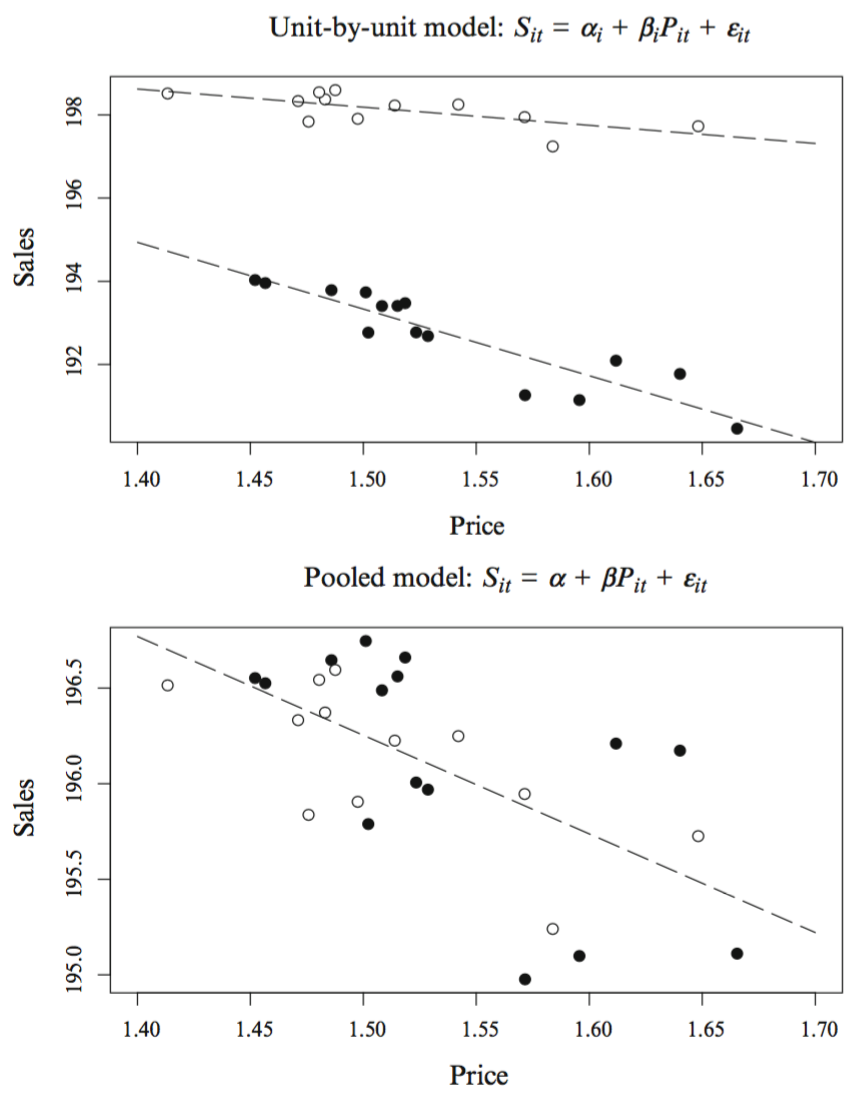 Unit-by-unit model: Sᵢₜ = αᵢ + βᵢPᵢₜ + εᵢₜ
198
196
194
192
Sales
1.40 1.45 1.50 1.55 1.60 1.65 1.70
Price
Pooled model: Sᵢₜ = α + βPᵢₜ + εᵢₜ
196.5
196.0
195.5
195.0
Sales
1.40 1.45 1.50 1.55 1.60 1.65 1.70
Price